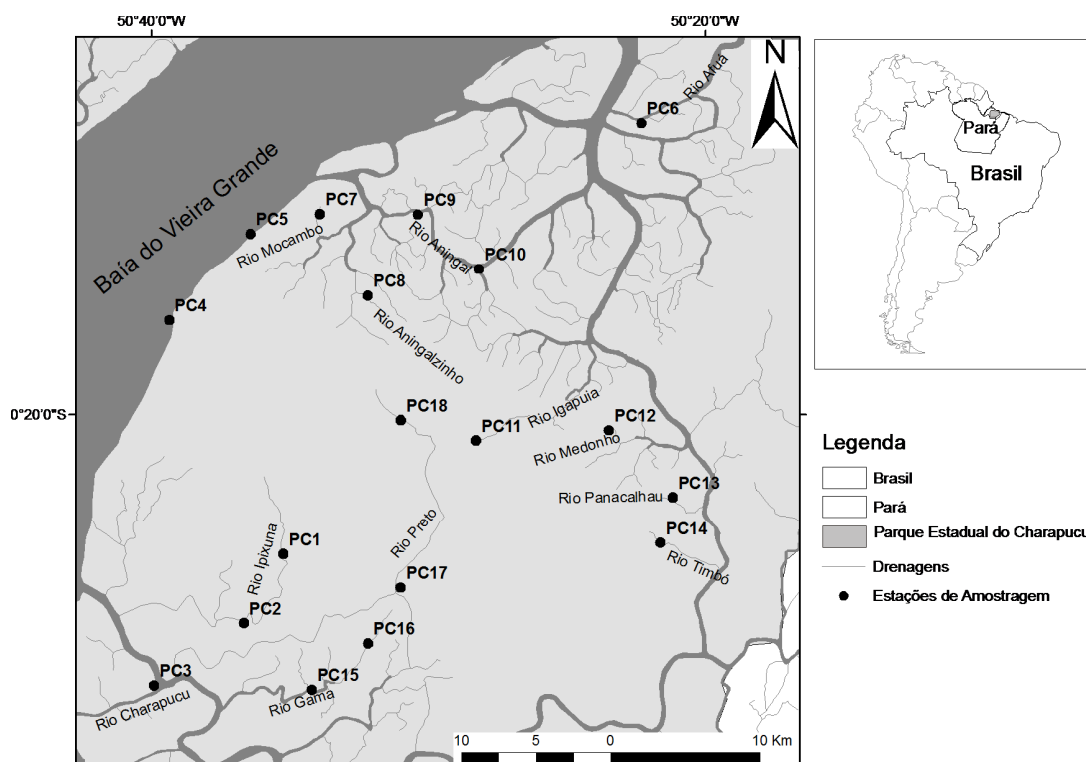 50°40'0"W
50°20'0"W
N
Rio Afuá
PC6
Pará
Brasil
Baía do Vieira Grande
PC7
PC9
PC5
Rio Mocambo
Rio Aningal
PC10
PC8
PC4
Rio Aningalzinho
0°20'0"S
PC18
PC11
Rio Igapuia
PC12
Rio Medonho
Legenda
Brasil
Pará
Parque Estadual do Charapucu
Drenagens
Estações de Amostragem
PC13
Rio Panacalhau
PC14
Rio Timbó
Rio Preto
PC1
Rio Ipixuna
PC17
PC2
PC16
PC3
PC15
Rio Charapucu
Rio Gama
10 5 0 10 Km